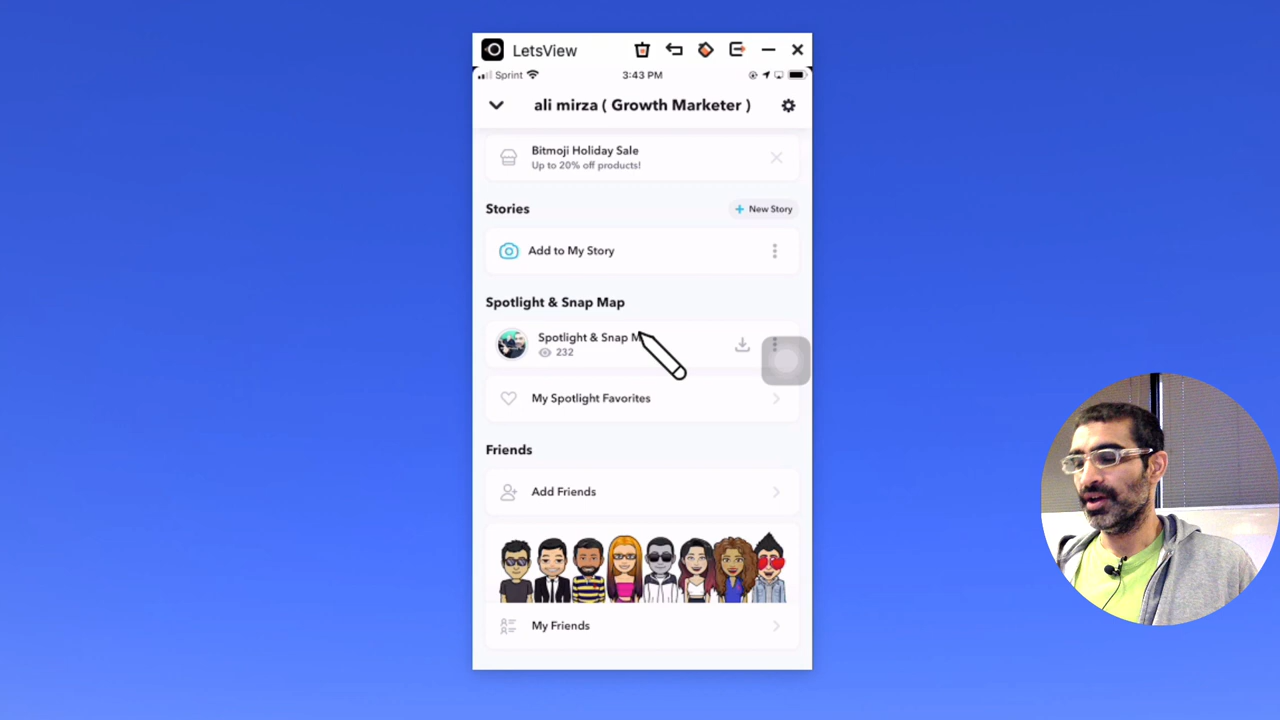 LetsView
Sprint 3:43 PM
ali mirza ( Growth Marketer )
Bitmoji Holiday Sale
Up to 20% off products!
Stories + New Story
Add to My Story
Spotlight & Snap Map
Spotlight & Snap M
232
My Spotlight Favorites
Friends
Add Friends
My Friends